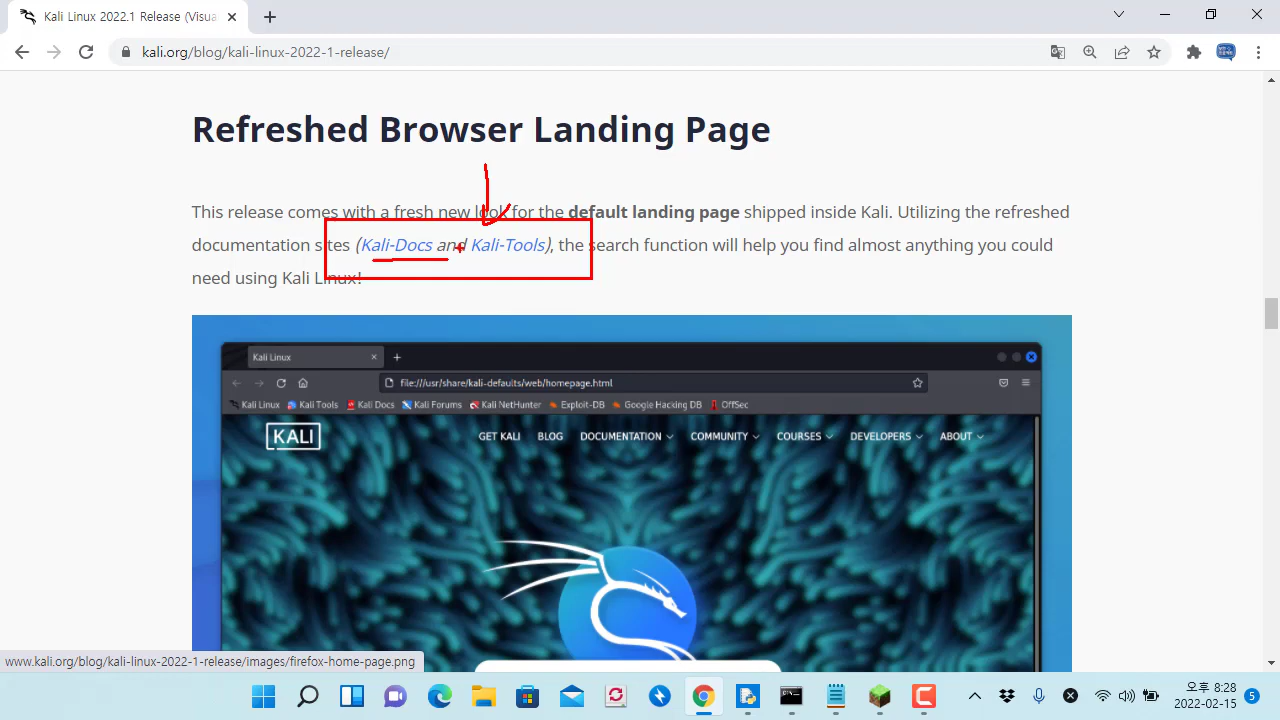 Kali Linux 2022.1 Release (Visua
kali.org/blog/kali-linux-2022-1-release/
Refreshed Browser Landing Page
This release comes with a fresh new look for the default landing page shipped inside Kali. Utilizing the refreshed
documentation sites (Kali-Docs and Kali-Tools), the search function will help you find almost anything you could
need using Kali Linux!
Kali Linux
file:///usr/share/kali-defaults/web/homepage.html
Kali Linux Kali Tools Kali Docs Kali Forums Kali NetHunter Exploit-DB Google Hacking DB OffSec
KALI GET KALI BLOG DOCUMENTATION COMMUNITY COURSES DEVELOPERS ABOUT
www.kali.org/blog/kali-linux-2022-1-release/images/firefox-home-page.png
오후 8:28
2022-02-15
5